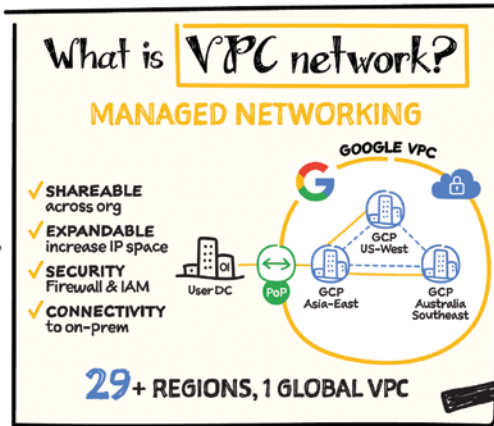 What is VPC network?
MANAGED NETWORKING
✓ SHAREABLE
across org
✓ EXPANDABLE
increase IP space
✓ SECURITY
Firewall & IAM
✓ CONNECTIVITY
to on-prem
GOOGLE VPC
G
GCP
US-West
User DC
PoP
GCP
Asia-East
GCP
Australia
Southeast
29+ REGIONS, 1 GLOBAL VPC